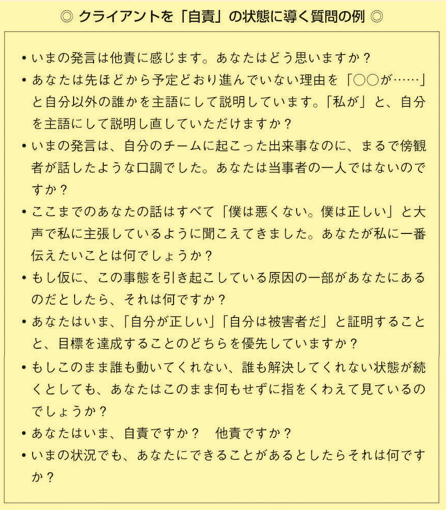 ◎ クライアントを「自責」の状態に導く質問の例 ◎
・いまの発言は他責に感じます。あなたはどう思いますか？
・あなたは先ほどから予定どおり進んでいない理由を「○○が……」
と自分以外の誰かを主語にして説明しています。「私が」と、自分
を主語にして説明し直していただけますか？
・いまの発言は、自分のチームに起こった出来事なのに、まるで傍観
者が話したような口調でした。あなたは当事者の一人ではないので
すか？
・ここまでのあなたの話はすべて「僕は悪くない。僕は正しい」と大
声で私に主張しているように聞こえてきました。あなたが私に一番
伝えたいことは何でしょうか？
・もし仮に、この事態を引き起こしている原因の一部があなたにある
のだとしたら、それは何ですか？
・あなたはいま、「自分が正しい」「自分は被害者だ」と証明すること
と、目標を達成することのどちらを優先していますか？
・もしこのまま誰も動いてくれない、誰も解決してくれない状態が続
くとしても、あなたはこのまま何もせずに指をくわえて見ているの
でしょうか？
・あなたはいま、自責ですか？　他責ですか？
・いまの状況でも、あなたにできることがあるとしたらそれは何です
か？